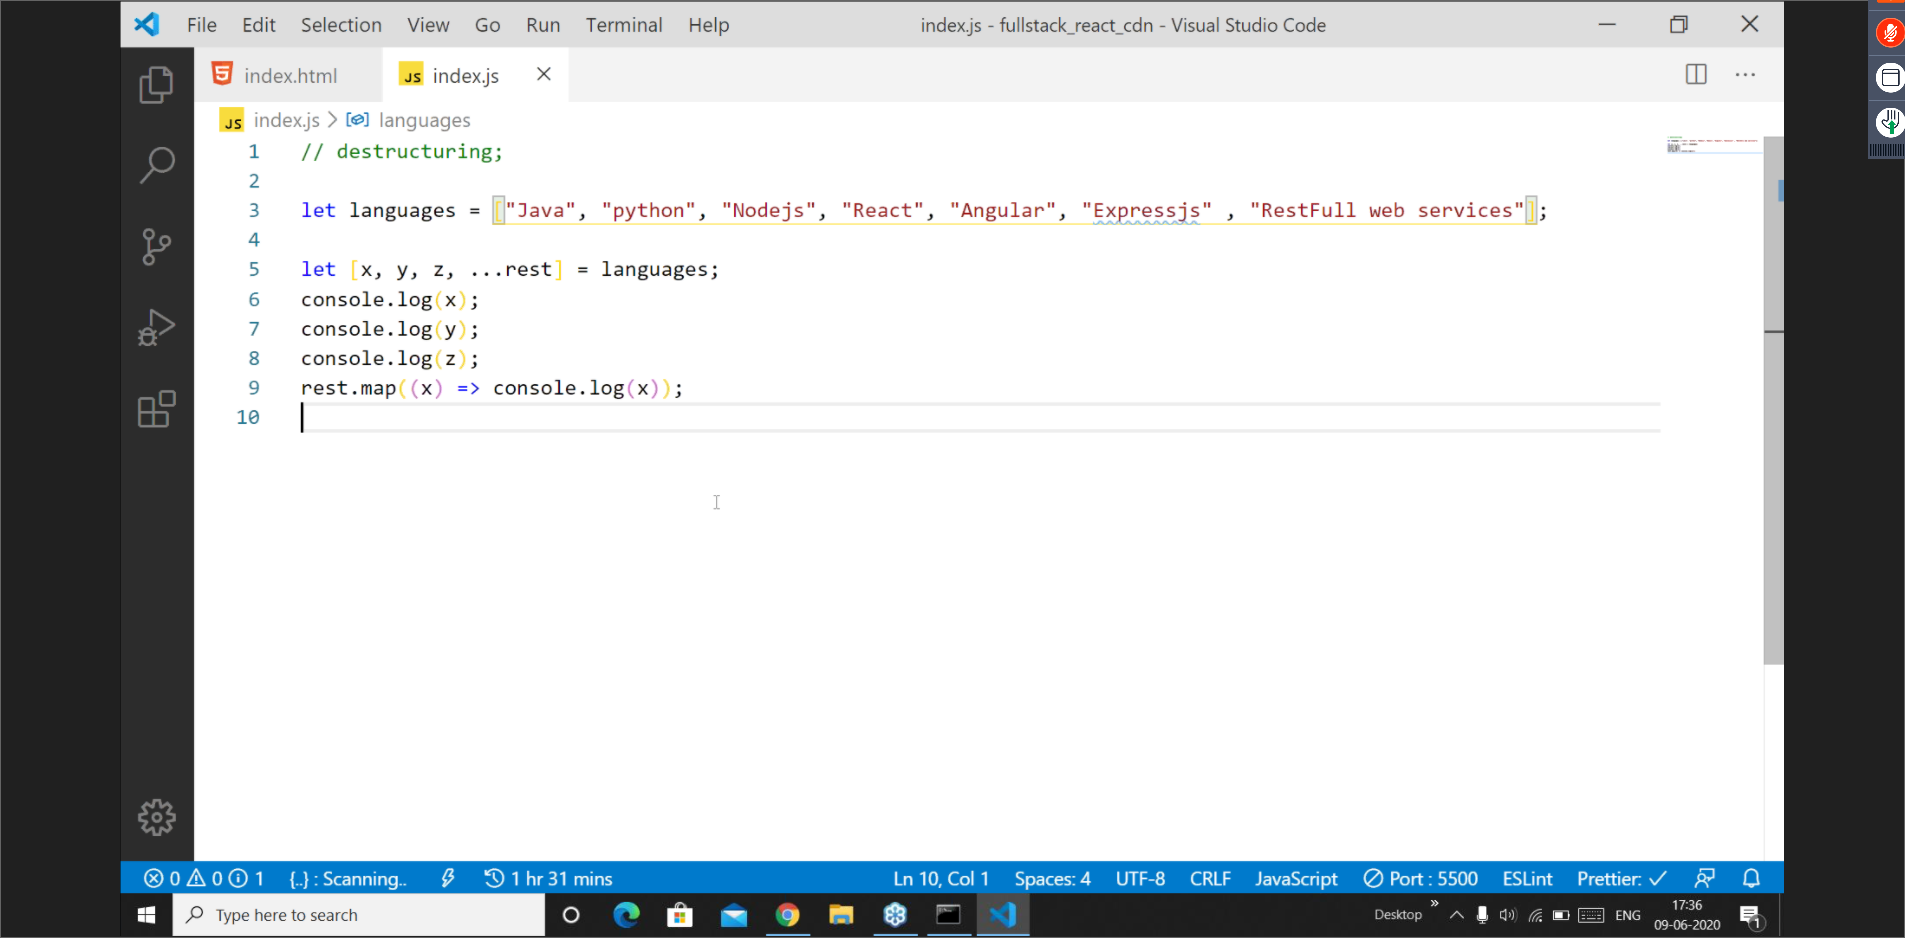 File Edit Selection View Go Run Terminal Help index.js - fullstack_react_cdn - Visual Studio Code
index.html JS index.js
JS index.js languages
1 // destructuring;
2
3 let languages = ["Java", "python", "Nodejs", "React", "Angular", "Expressjs" , "RestFull web services"];
4
5 let [x, y, z, ...rest] = languages;
6 console.log(x);
7 console.log(y);
8 console.log(z);
9 rest.map((x) => console.log(x));
10
0 0 1 {..} : Scanning.. 1 hr 31 mins Ln 10, Col 1 Spaces: 4 UTF-8 CRLF JavaScript Port : 5500 ESLint Prettier: ✓
Type here to search Desktop » ENG 17:36
09-06-2020 1